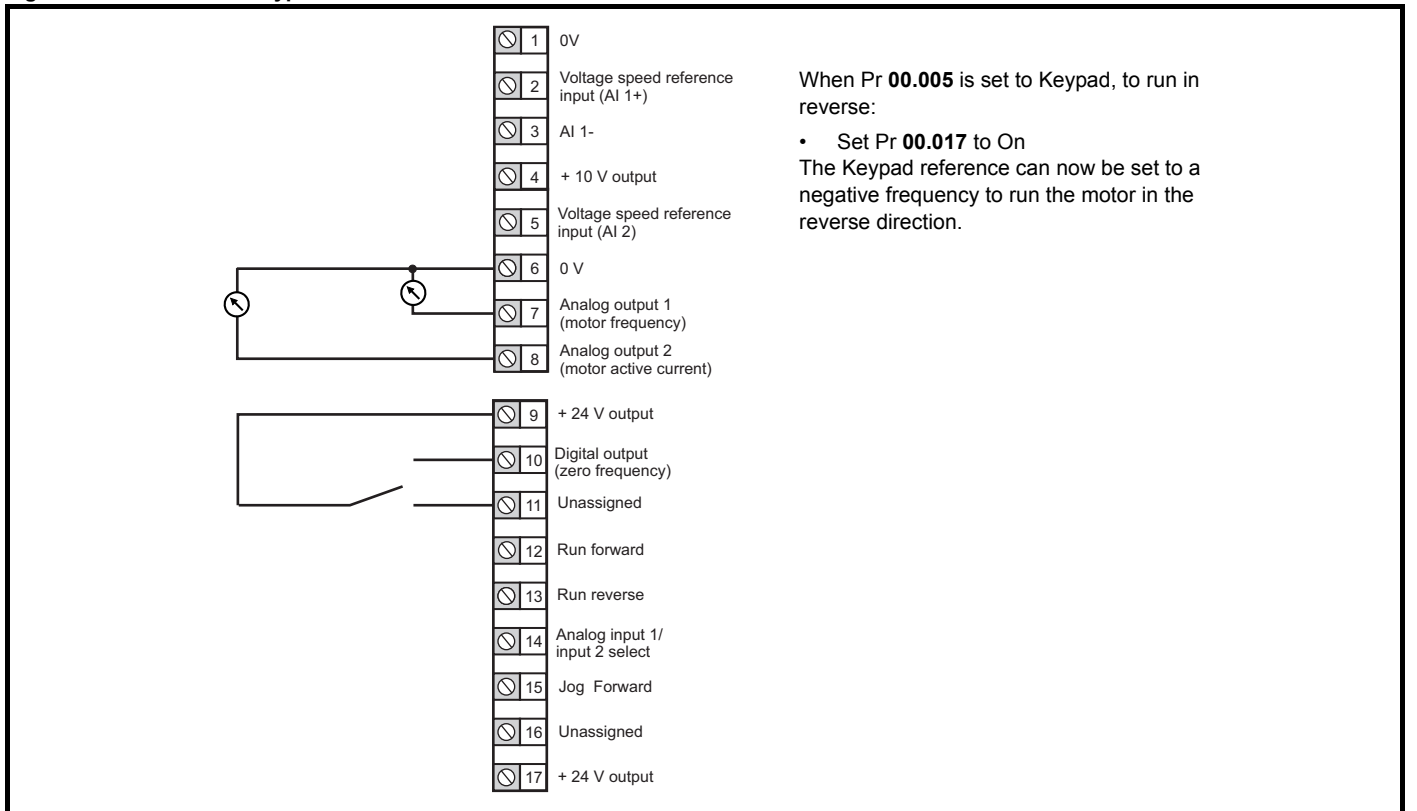 1 0V
2 Voltage speed reference
input (AI 1+)
3 AI 1-
4 + 10 V output
5 Voltage speed reference
input (AI 2)
6 0 V
7 Analog output 1
(motor frequency)
8 Analog output 2
(motor active current)
9 + 24 V output
10 Digital output
(zero frequency)
11 Unassigned
12 Run forward
13 Run reverse
14 Analog input 1/
input 2 select
15 Jog Forward
16 Unassigned
17 + 24 V output
When Pr 00.005 is set to Keypad, to run in
reverse:
• Set Pr 00.017 to On
The Keypad reference can now be set to a
negative frequency to run the motor in the
reverse direction.